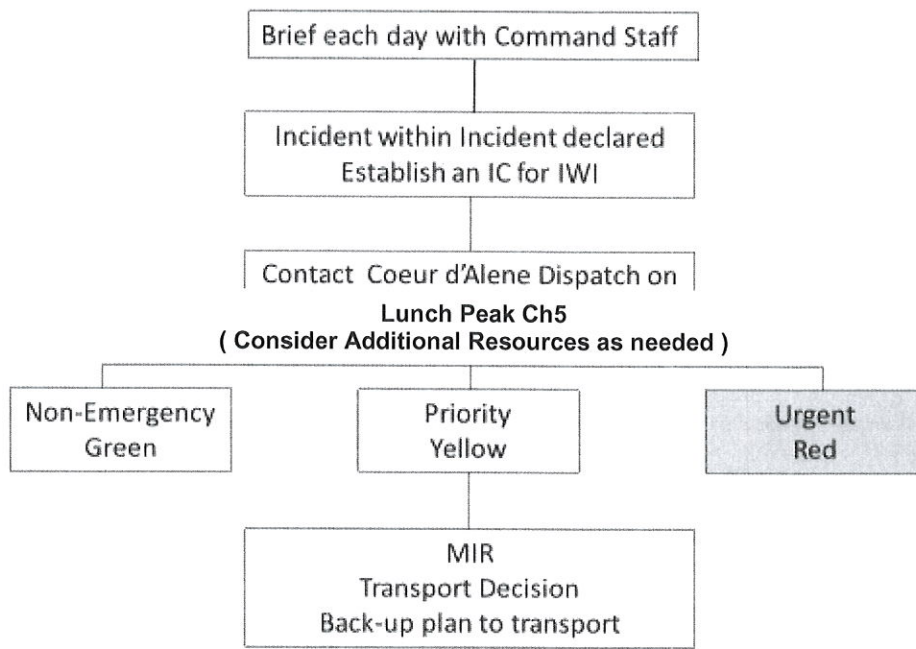 Brief each day with Command Staff
Incident within Incident declared
Establish an IC for IWI
Contact Coeur d'Alene Dispatch on
Lunch Peak Ch5
( Consider Additional Resources as needed )
Non-Emergency
Green
Priority
Yellow
Urgent
Red
MIR
Transport Decision
Back-up plan to transport